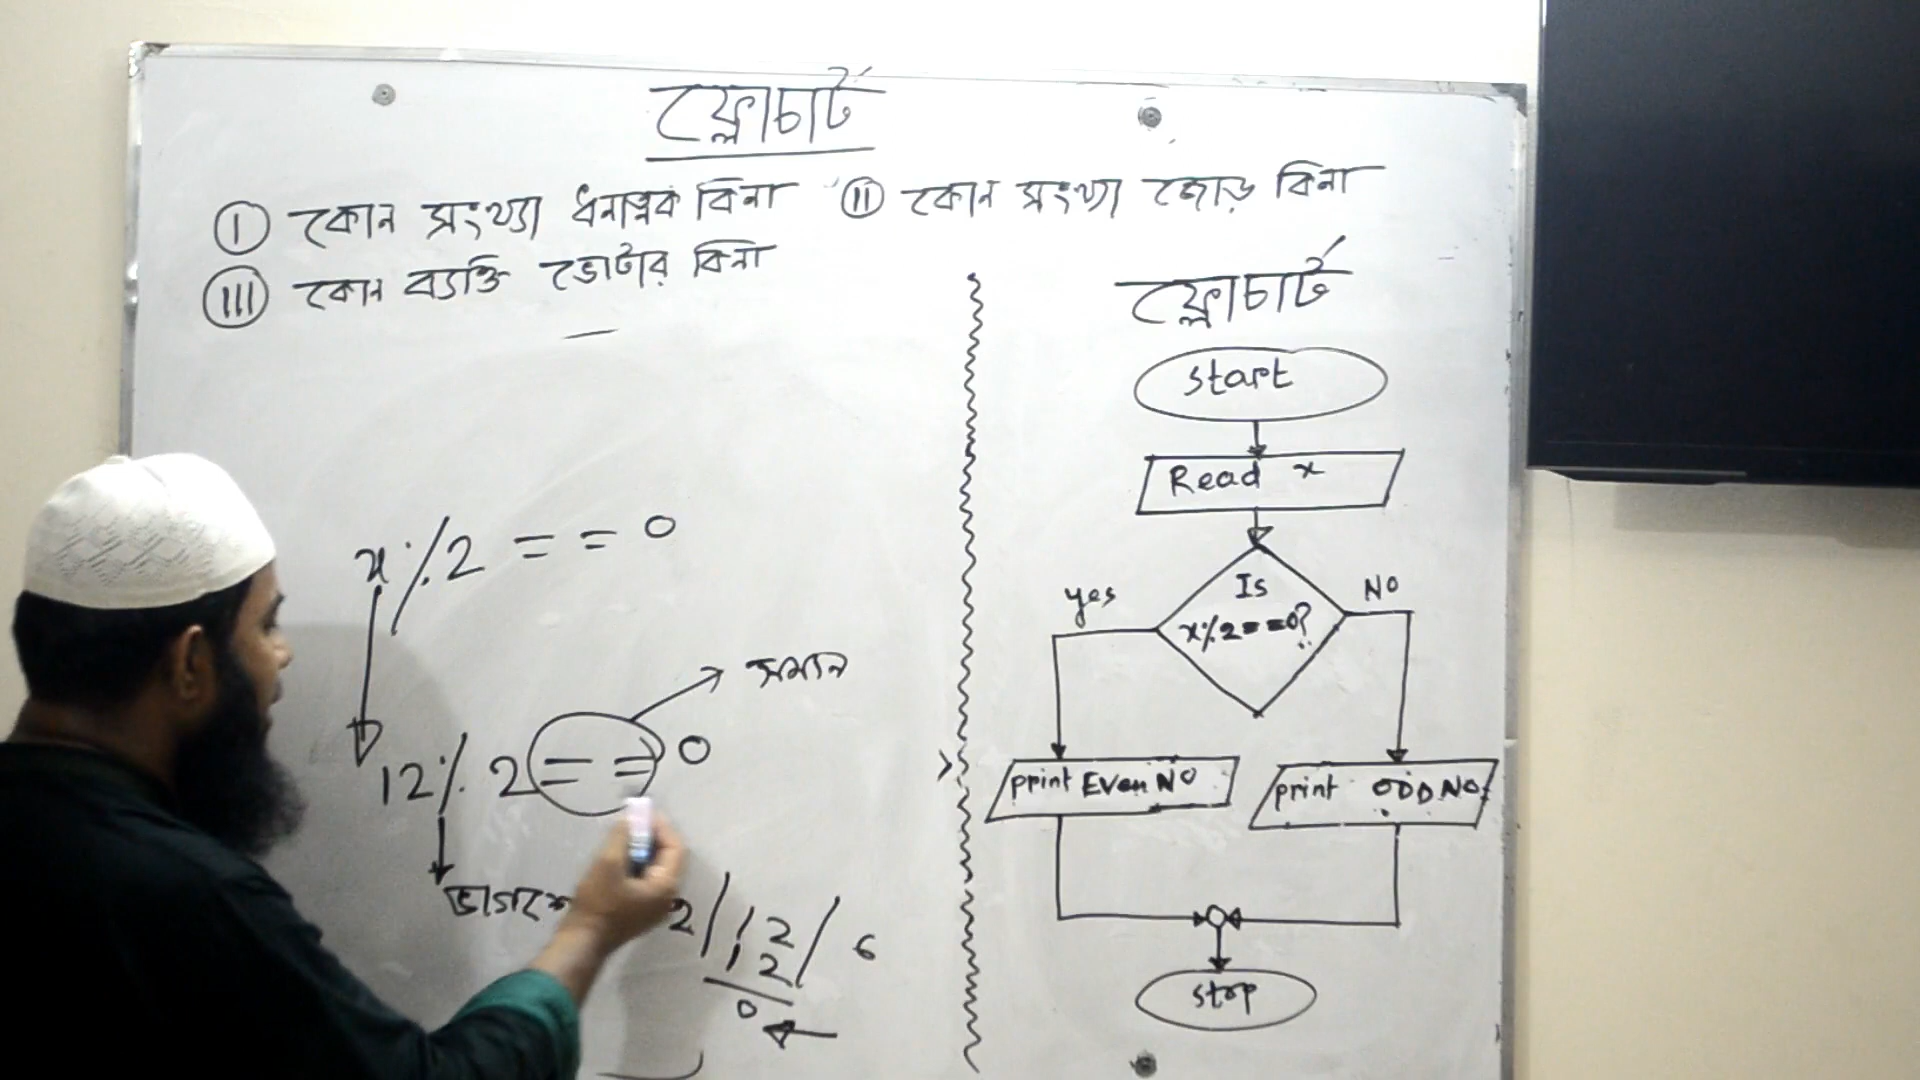 ফ্লোচার্ট
I কোন সংখ্যা ধনাত্মক কিনা II কোন সংখ্যা জোড় কিনা
III কোন ব্যক্তি ভোটার কিনা
x%2 == 0
সমান
12%2 == 0
2/12/6
12
0
ফ্লোচার্ট
Start
Read x
Is
x%2==0?
yes
NO
print Even NO
print ODD NO
stop